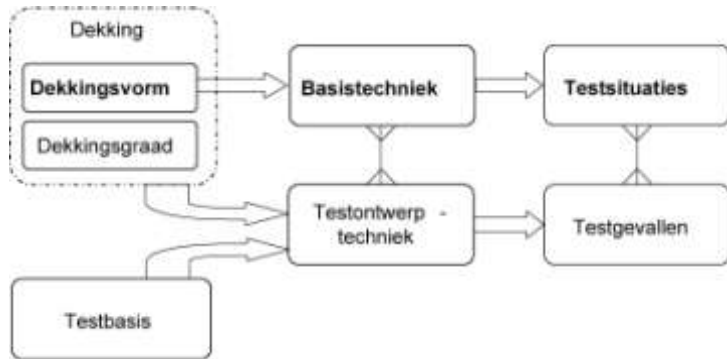 Dekking
Dekkingsvorm
Basistechniek
Testsituaties
Dekkingsgraad
Testontwerp -
techniek
Testgevallen
Testbasis